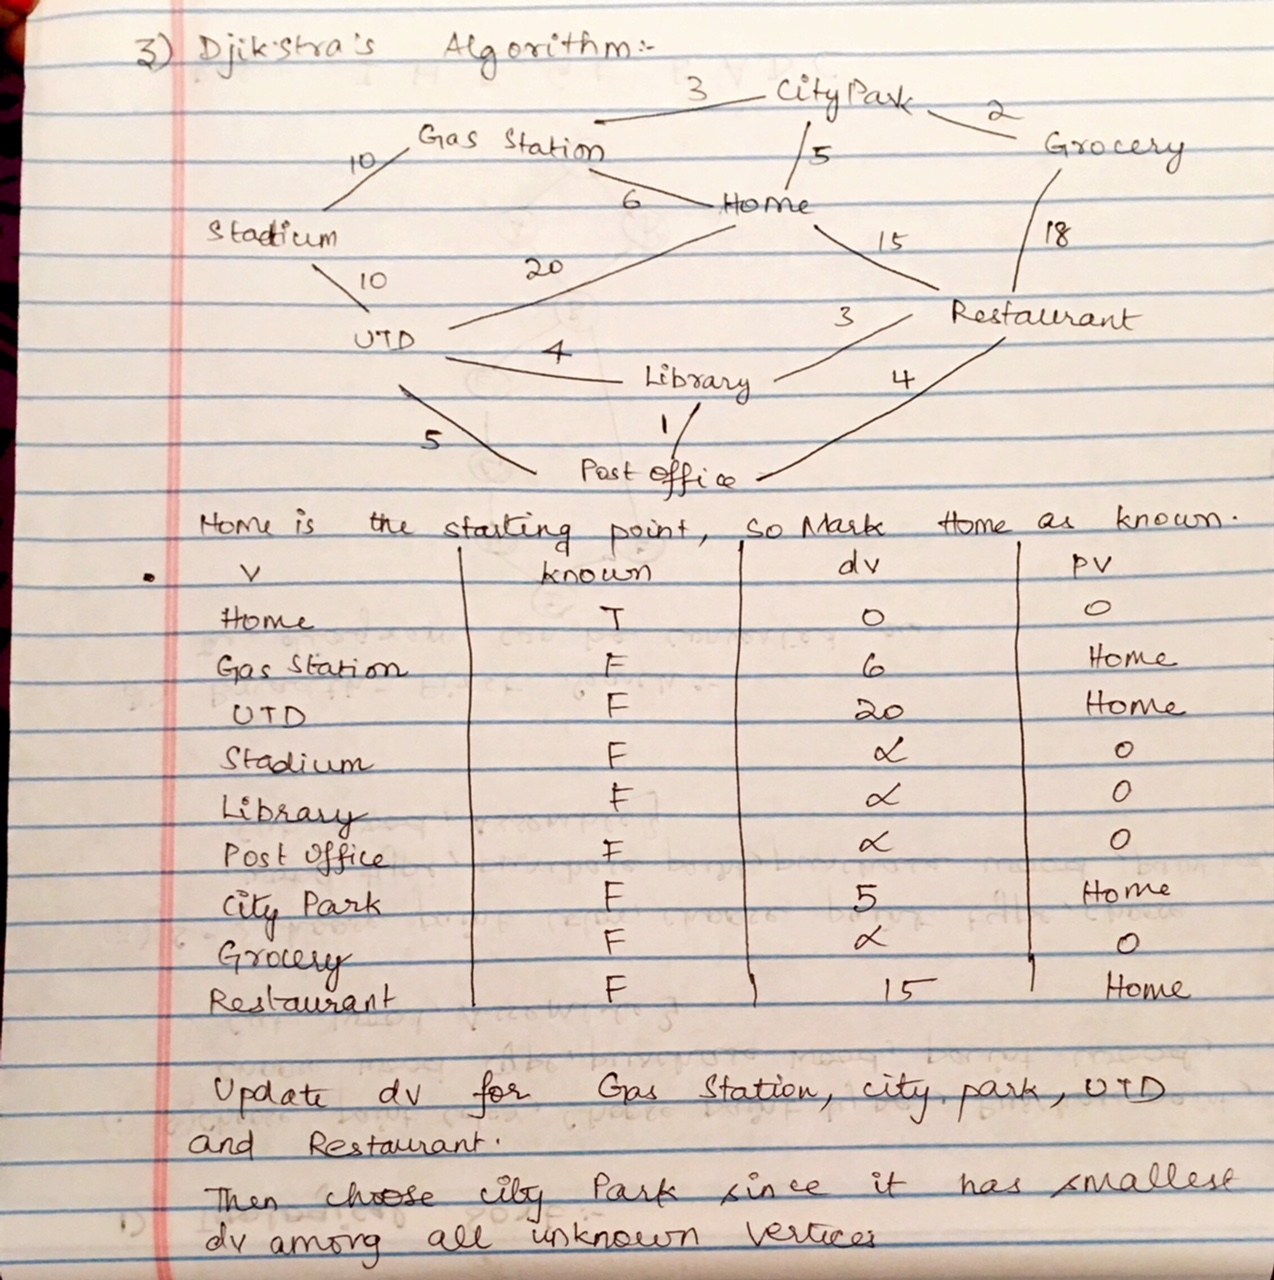 3) Djikstra's Algorithm:-
3 City Park 2
Gas Station 5 Grocery
10 6 Home
Stadium 15 18
10 20
UTD 3 Restaurant
4 Library 4
5 1
Post Office
Home is the starting point, so Mark Home as known.
V known dv pv
Home T 0 0
Gas Station F 6 Home
UTD F 20 Home
Stadium F ∝ 0
Library F ∝ 0
Post Office F ∝ 0
City Park F 5 Home
Grocery F ∝ 0
Restaurant F 15 Home
Update dv for Gas Station, city park, UTD
and Restaurant.
Then choose city Park since it has smallest
dv among all unknown vertices